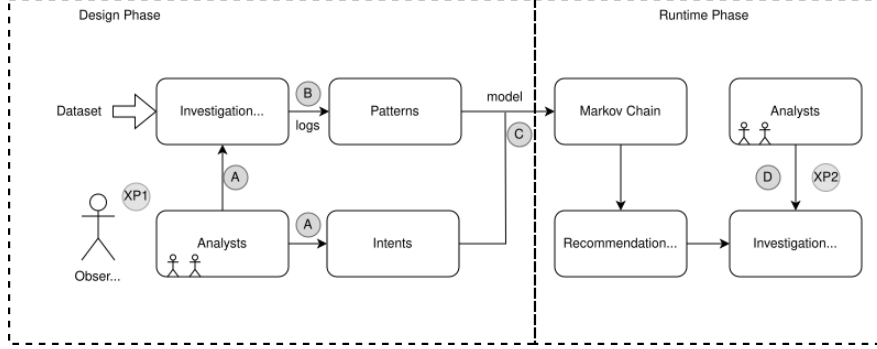 Design Phase
Runtime Phase
Dataset
Investigation...
B
logs
Patterns
model
C
Markov Chain
Analysts
A
XP1
D
XP2
Obser...
Analysts
A
Intents
Recommendation...
Investigation...